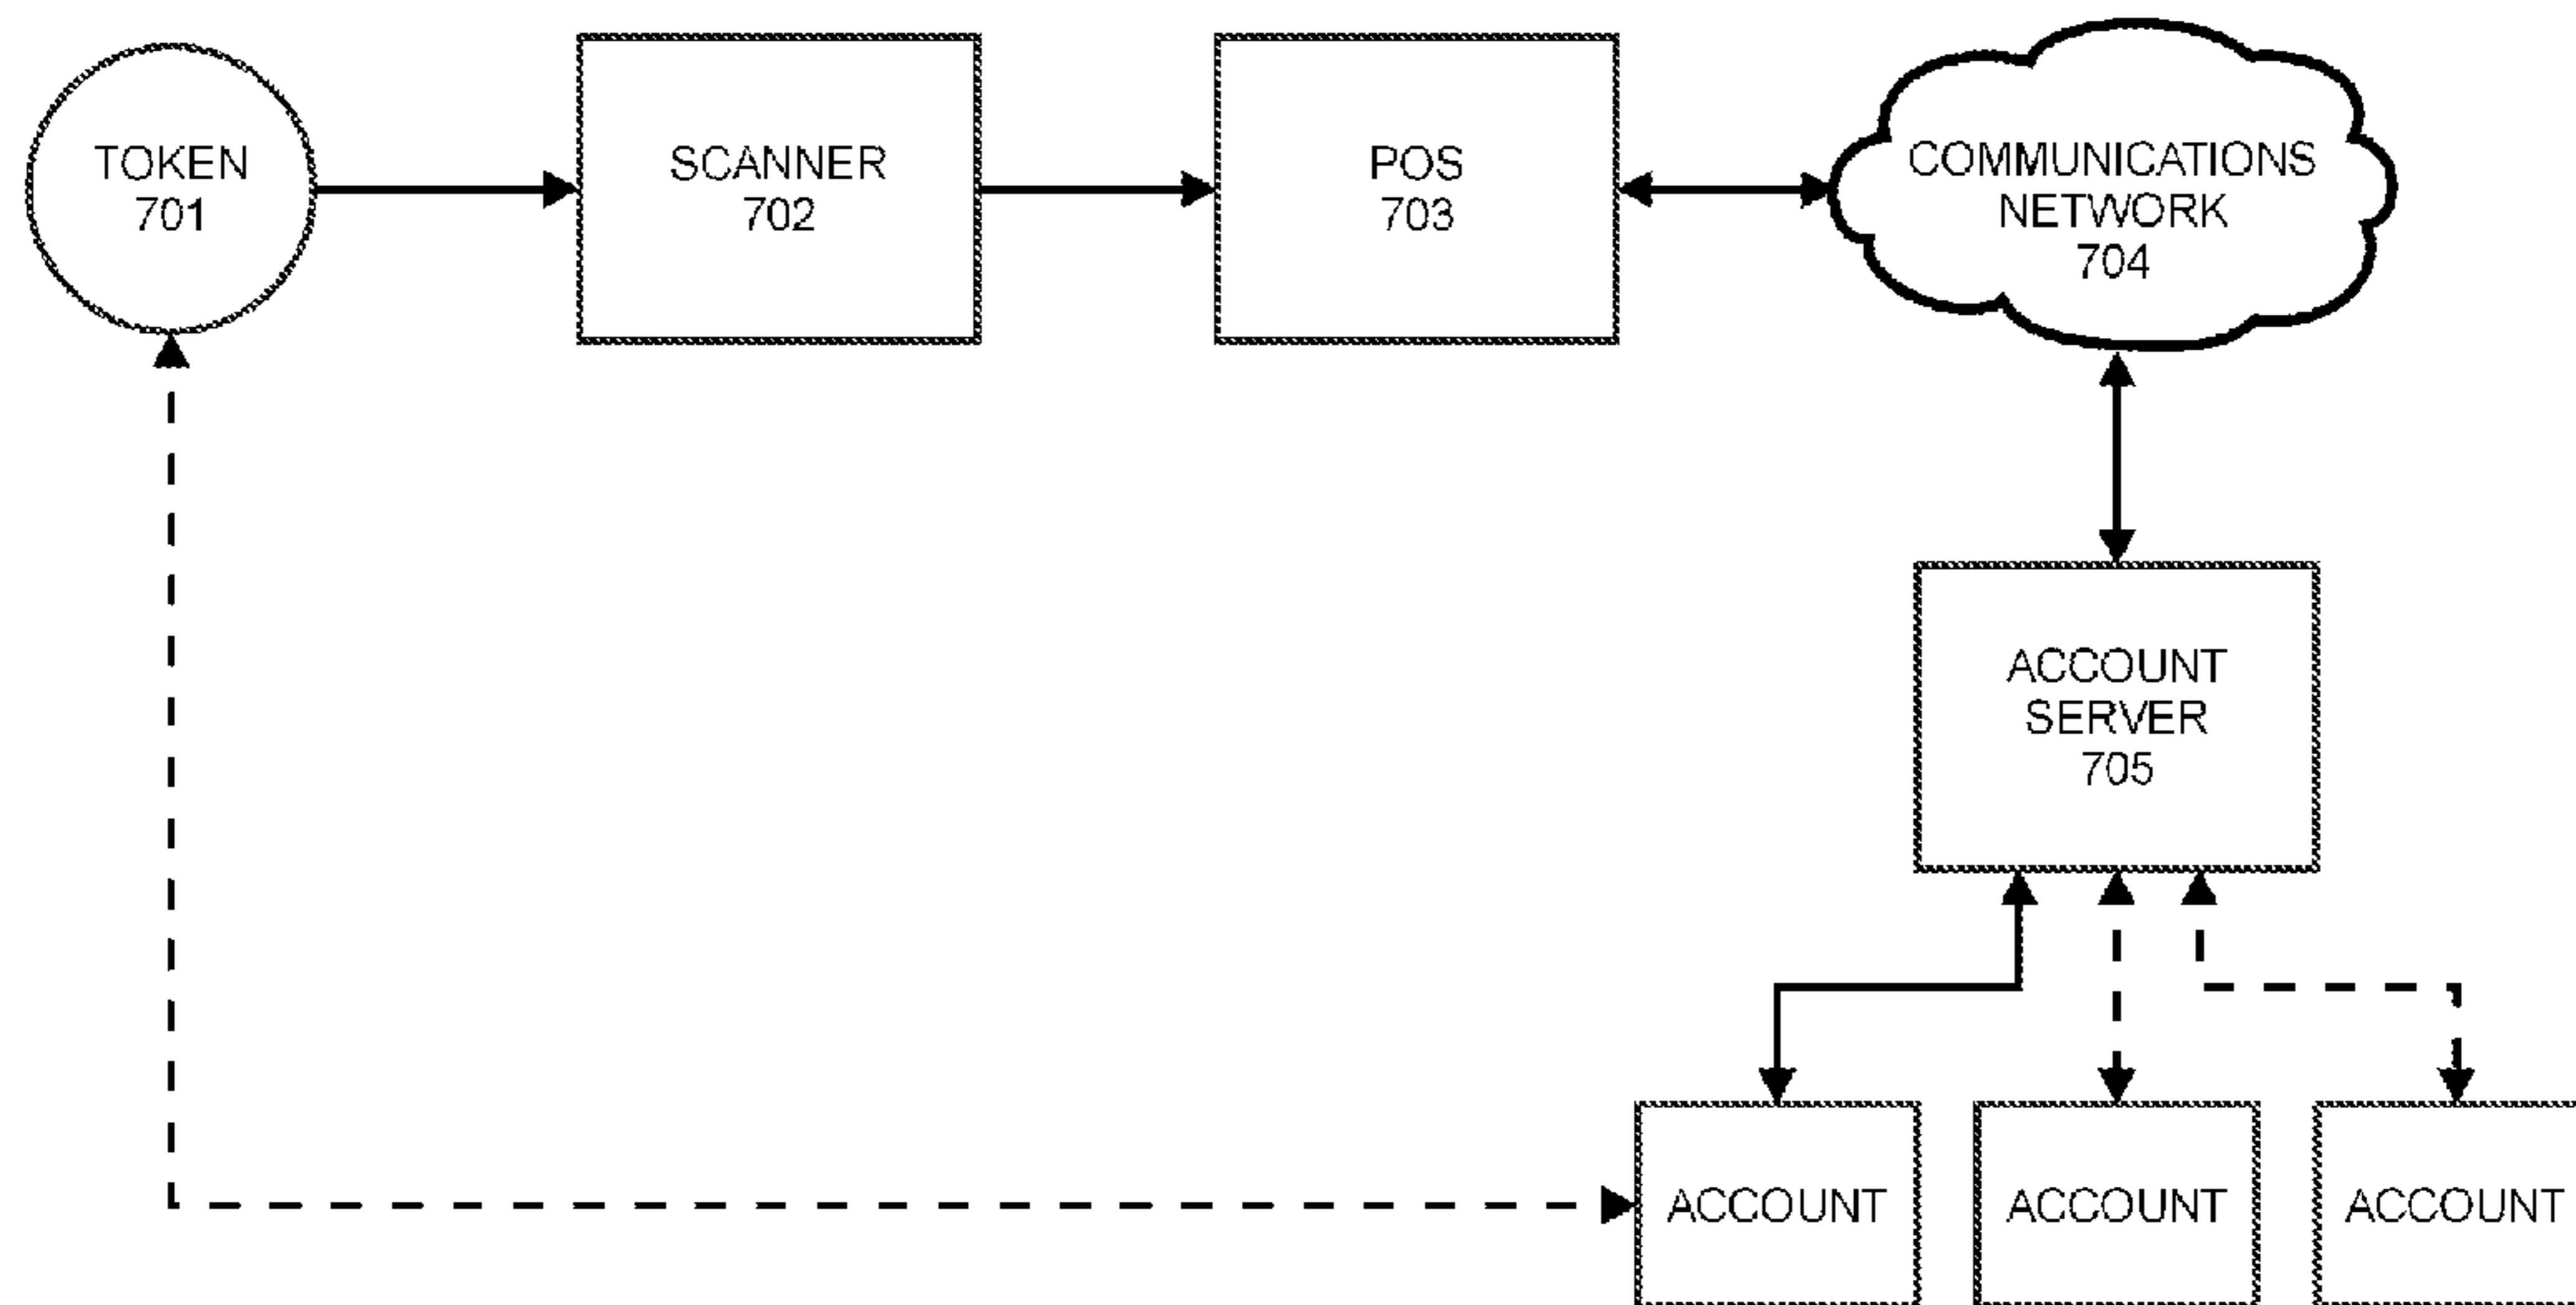 TOKEN
701
SCANNER
702
POS
703
COMMUNICATIONS
NETWORK
704
ACCOUNT
SERVER
705
ACCOUNT
ACCOUNT
ACCOUNT